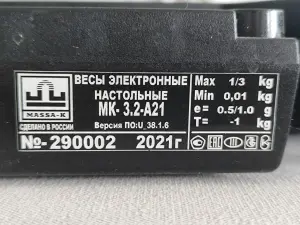 MASSA-K
СДЕЛАНО В РОССИИ
ВЕСЫ ЭЛЕКТРОННЫЕ
НАСТОЛЬНЫЕ
МК- 3.2-А21
Версия ПО:U_38.1.6
Max 1/3 kg
Min 0,01 kg
e= 0.5/1.0 g
T= -1 kg
№-290002 2021г